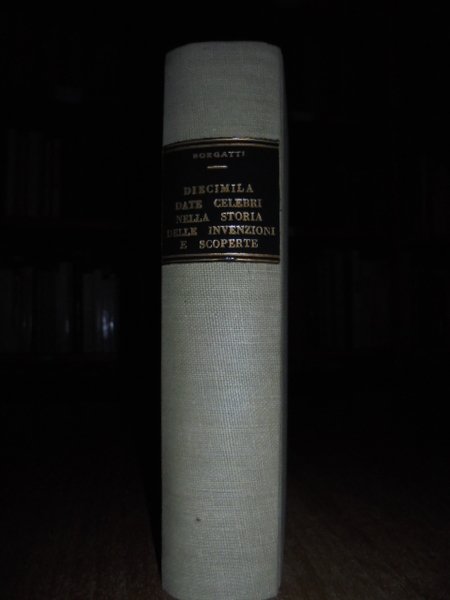 BORGATTI
DIECIMILA
DATE CELEBRI
NELLA STORIA
DELLE INVENZIONI
E SCOPERTE